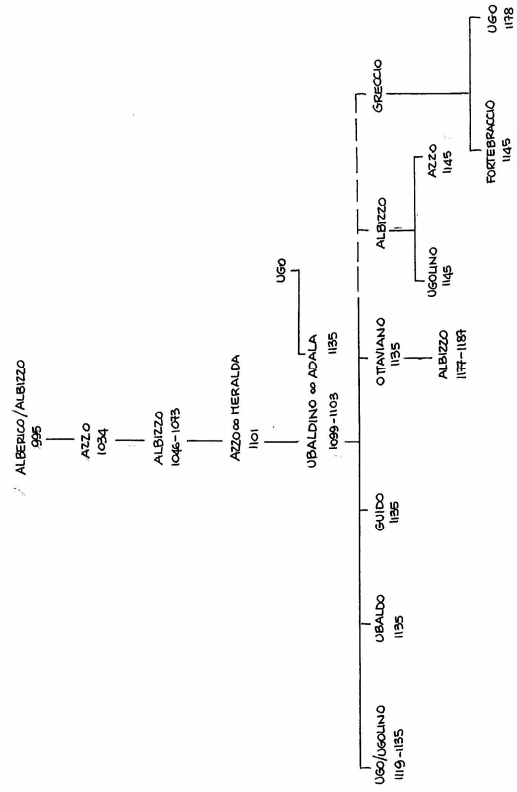 ALBERICO/ALBIZZO
995
AZZO
1034
ALBIZZO
1046-1073
AZZO ∞ HERALDA
1101
UGO
UBALDINO ∞ ADALA
1099-1103
1135
UGO/UGOLINO
1119-1135
UBALDO
1135
GUIDO
1135
OTTAVIANO
1135
ALBIZZO
GRECCIO
ALBIZZO
1177-1187
UGOLINO
1145
AZZO
1145
FORTEBRACCIO
1145
UGO
1178